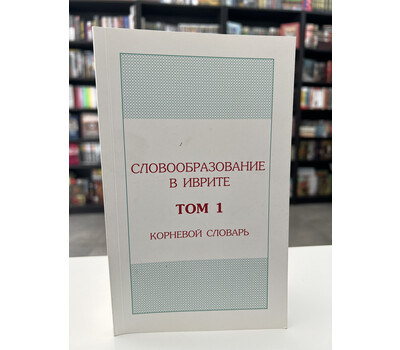 СЛОВООБРАЗОВАНИЕ
В ИВРИТЕ
ТОМ 1
КОРНЕВОЙ СЛОВАРЬ